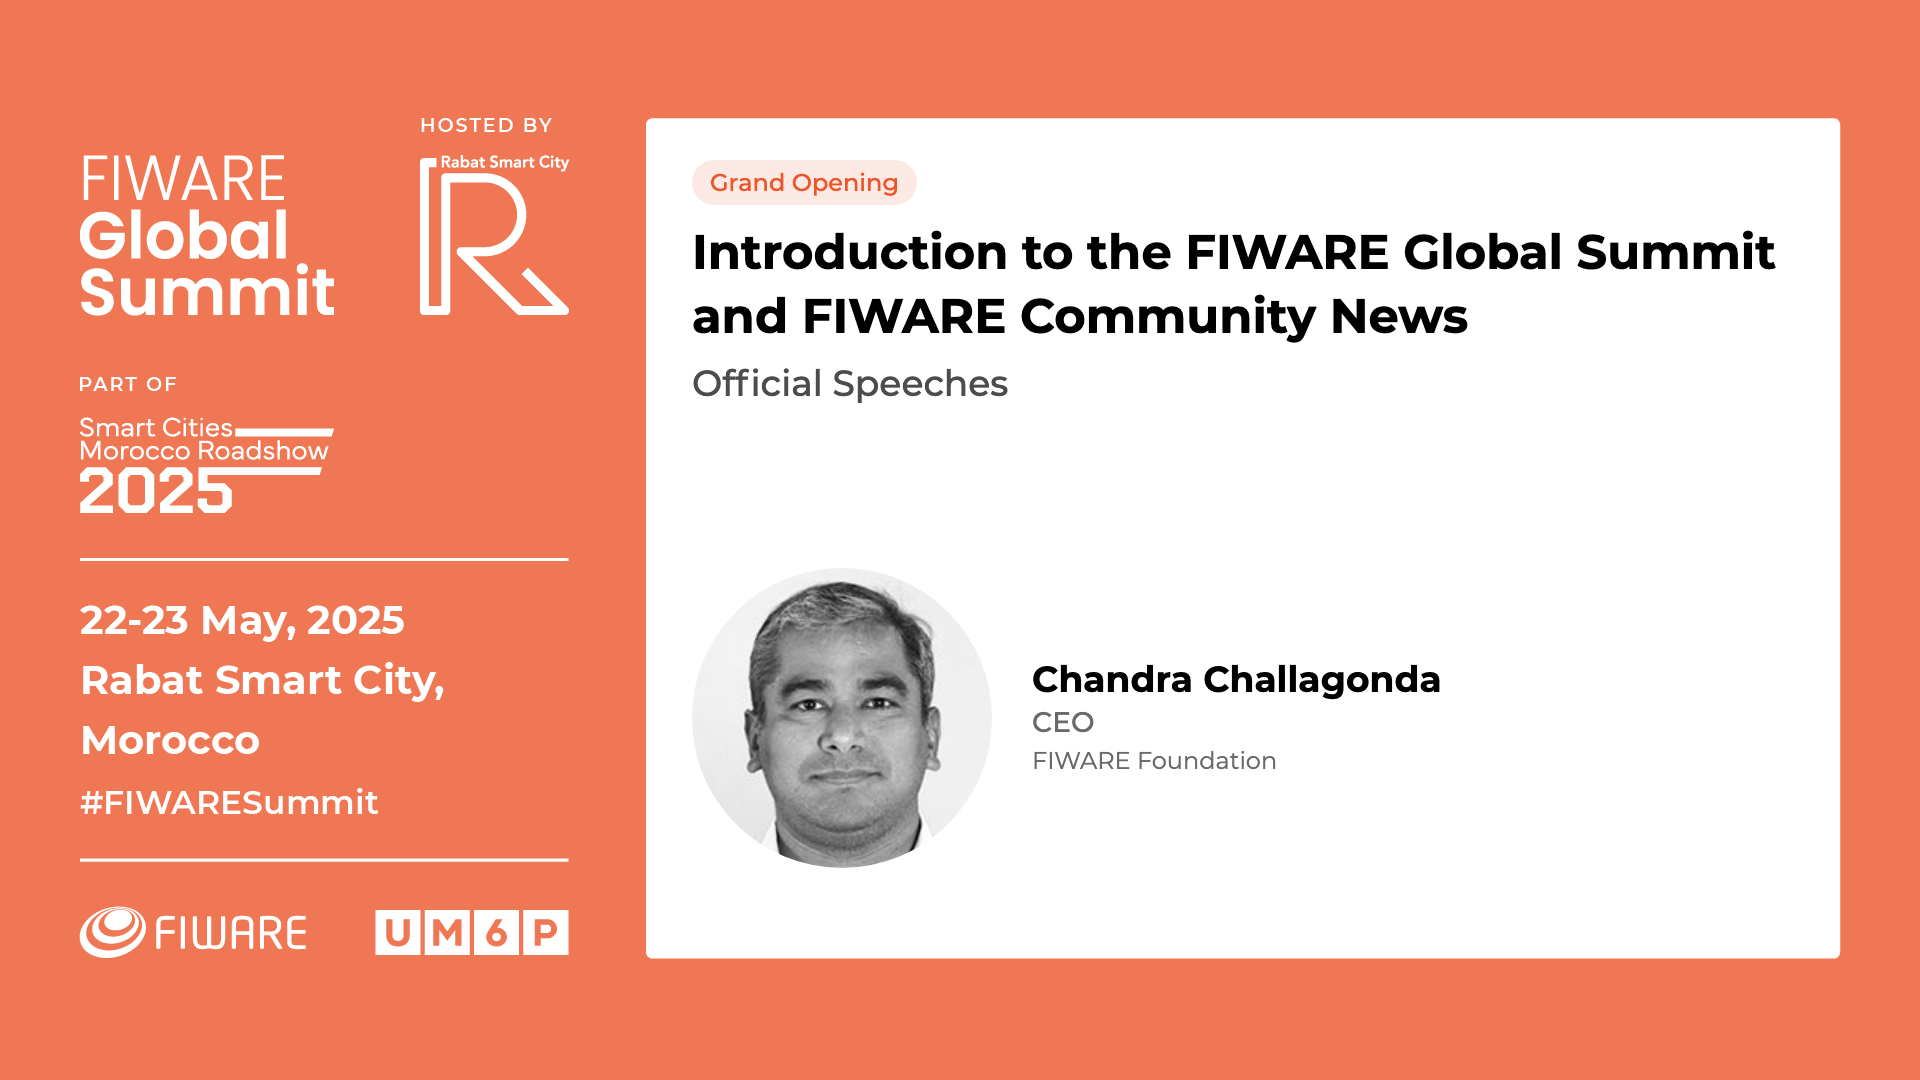 FIWARE
Global
Summit
HOSTED BY
Rabat Smart City
R
PART OF
Smart Cities
Morocco Roadshow
2025
22-23 May, 2025
Rabat Smart City,
Morocco
#FIWARESummit
FIWARE
UM6P
Grand Opening
Introduction to the FIWARE Global Summit
and FIWARE Community News
Official Speeches
Chandra Challagonda
CEO
FIWARE Foundation